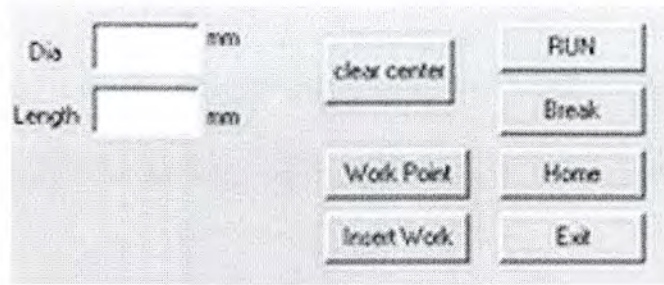 Dia mm
Length mm
clear center
Work Point
Insert Work
RUN
Break
Home
Exit